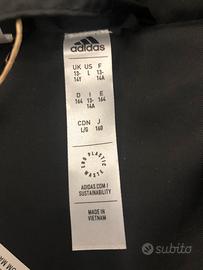 adidas
UK US F
13- L 13-
14Y 14A
D I E
164 13- 164
14A
CDN J
L/G 160
END PLASTIC
WASTE
ADIDAS.COM/
SUSTAINABILITY
MADE IN
VIETNAM
subito